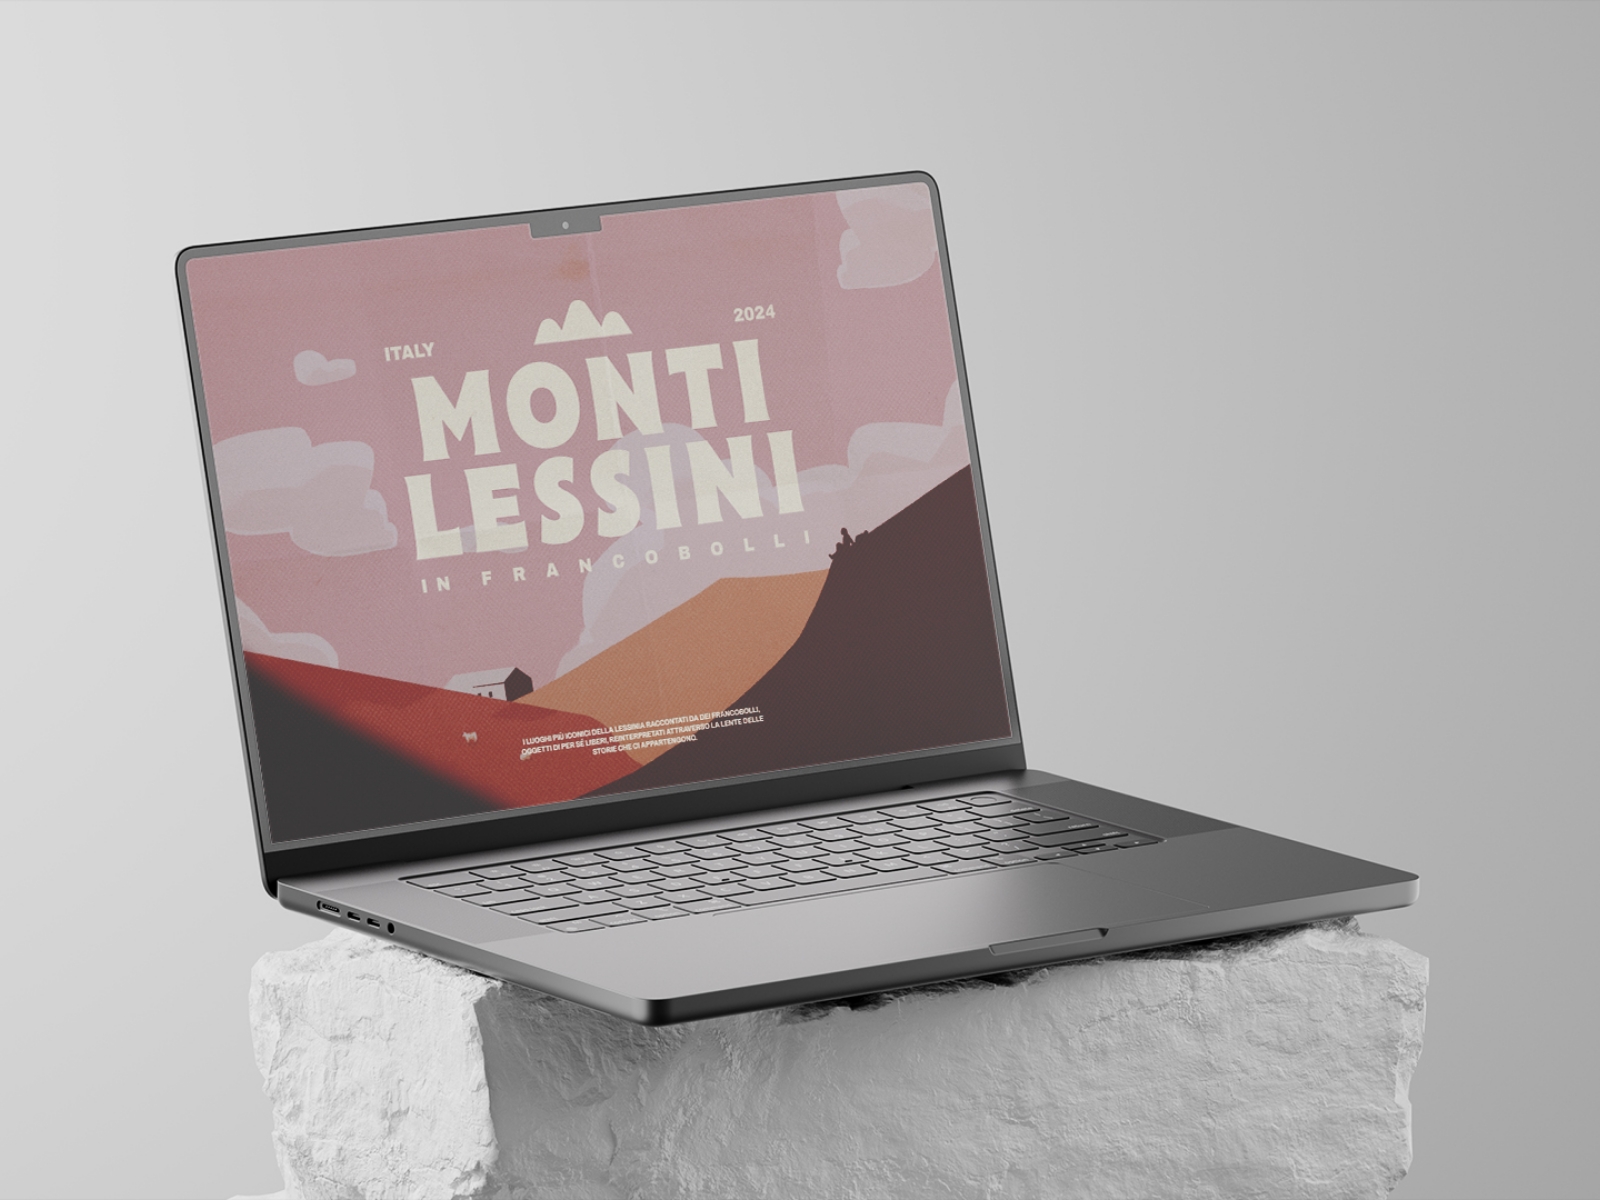 ITALY
2024
MONTI
LESSINI
IN FRANCOBOLLI
I LUOGHI PIÙ ICONICI DELLA LESSINIA RACCONTATI DA DEI FRANCOBOLLI,
OGGETTI DI PER SÉ LIBERI, REINTERPRETATI ATTRAVERSO LA LENTE DELLE
STORIE CHE CI APPARTENGONO.